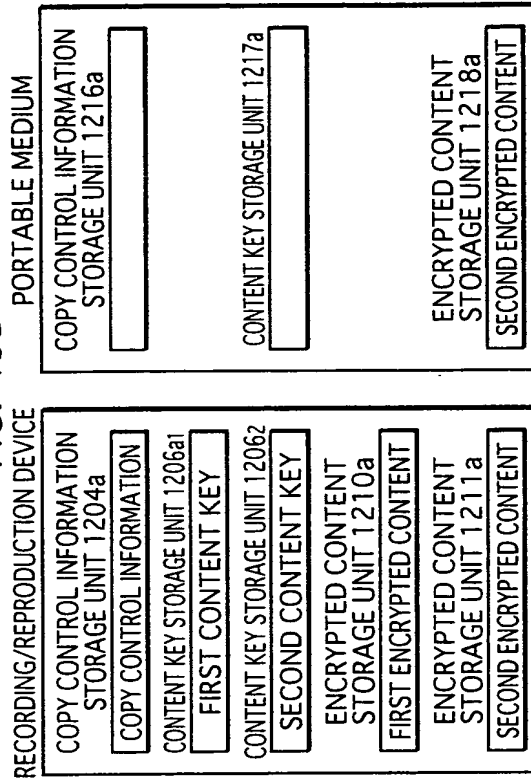 RECORDING/REPRODUCTION DEVICE
COPY CONTROL INFORMATION
STORAGE UNIT 1204a
COPY CONTROL INFORMATION
CONTENT KEY STORAGE UNIT 1206a1
FIRST CONTENT KEY
CONTENT KEY STORAGE UNIT 12062
SECOND CONTENT KEY
ENCRYPTED CONTENT
STORAGE UNIT 1210a
FIRST ENCRYPTED CONTENT
ENCRYPTED CONTENT
STORAGE UNIT 1211a
SECOND ENCRYPTED CONTENT
PORTABLE MEDIUM
COPY CONTROL INFORMATION
STORAGE UNIT 1216a
CONTENT KEY STORAGE UNIT 1217a
ENCRYPTED CONTENT
STORAGE UNIT 1218a
SECOND ENCRYPTED CONTENT